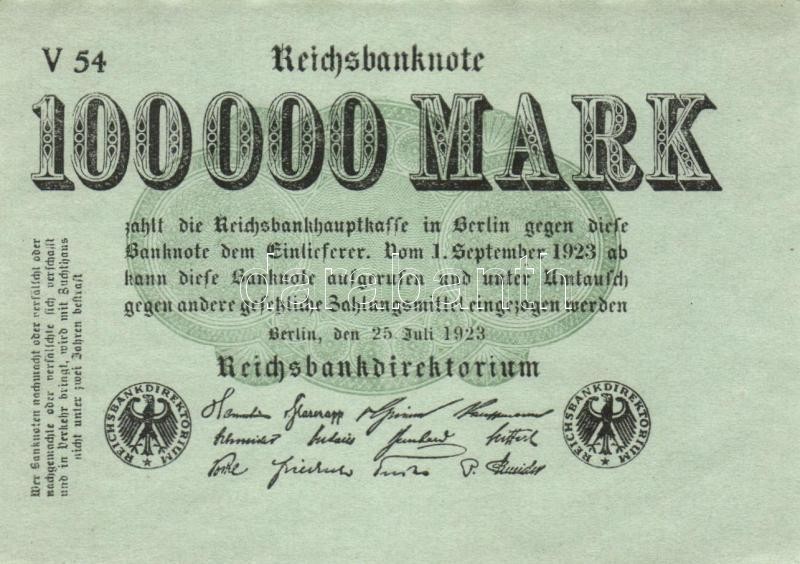 V 54
Reichsbanknote
100000 MARK
zahlt die Reichsbankhauptkasse in Berlin gegen diese
Banknote dem Einlieferer. Vom 1. September 1923 ab
kann diese Banknote aufgerufen und unter Umtausch
gegen andere gesetzliche Zahlungsmittel eingezogen werden
Berlin, den 25 Juli 1923
Reichsbankdirektorium
REICHSBANKDIREKTORIUM
REICHSBANKDIREKTORIUM
Wer Banknoten nachmacht oder verfälscht oder
nachgemachte oder verfälschte sich verschafft
und in Verkehr bringt, wird mit Zuchthaus
nicht unter zwei Jahren bestraft
darabanth